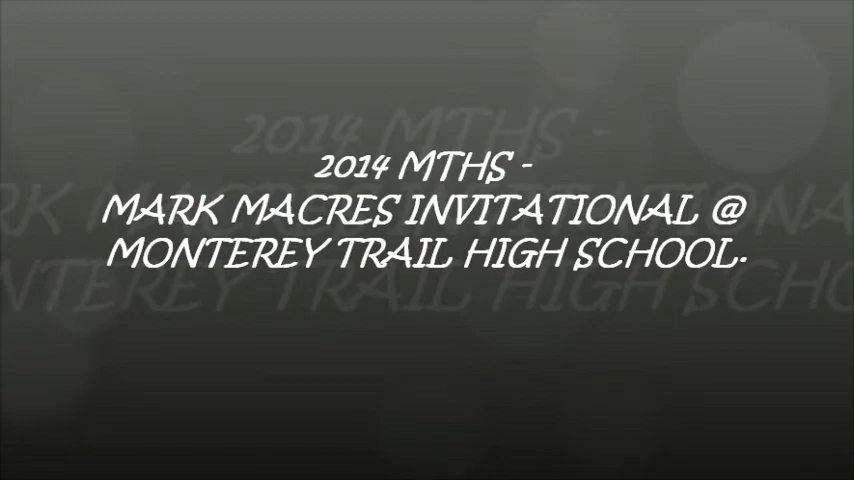 2014 MTHS -
MARK MACRES INVITATIONAL @
MONTEREY TRAIL HIGH SCHOOL.